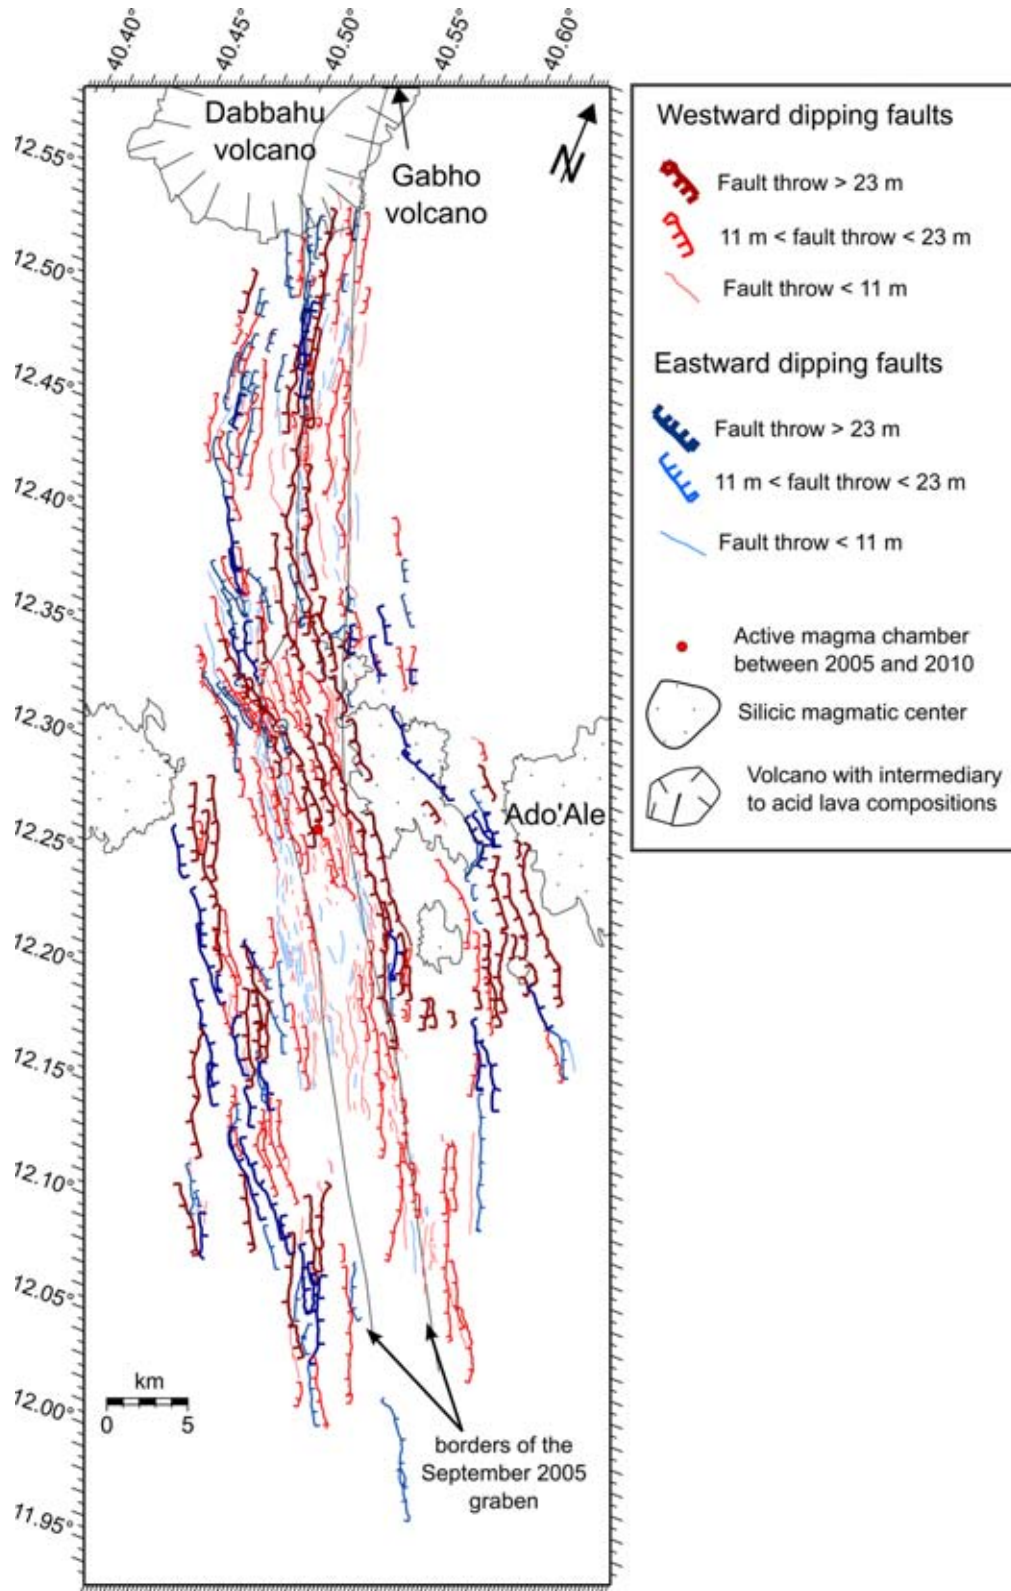 40.40°
40.45°
40.50°
40.55°
40.60°
Dabbahu
volcano
Gabho
volcano
N
12.55°
12.50°
12.45°
12.40°
12.35°
12.30°
12.25°
12.20°
12.15°
12.10°
12.05°
12.00°
11.95°
Ado'Ale
km
0 5
borders of the
September 2005
graben
Westward dipping faults
Fault throw > 23 m
11 m < fault throw < 23 m
Fault throw < 11 m
Eastward dipping faults
Fault throw > 23 m
11 m < fault throw < 23 m
Fault throw < 11 m
Active magma chamber
between 2005 and 2010
Silicic magmatic center
Volcano with intermediary
to acid lava compositions